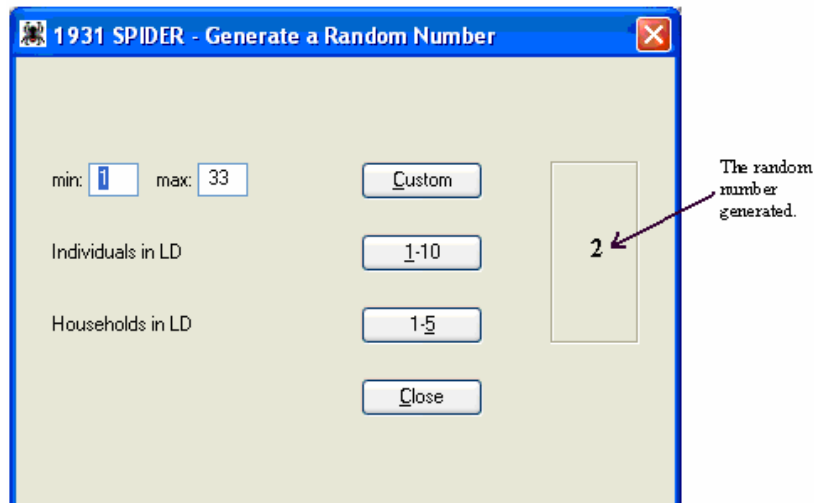 1931 SPIDER - Generate a Random Number
min: 1 max: 33 Custom
Individuals in LD 1-10
Households in LD 1-5
Close
2
The random
number
generated.